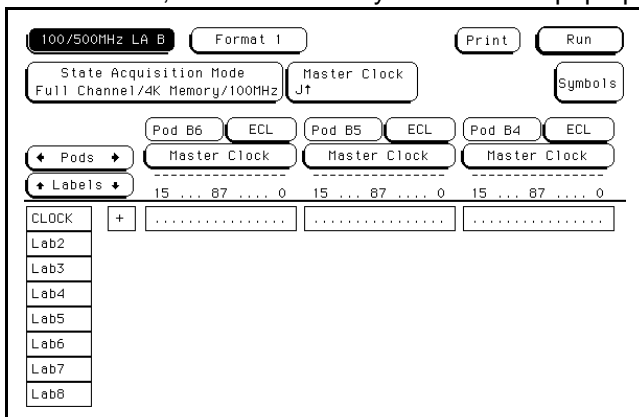 100/500MHz LA B Format 1 Print Run
State Acquisition Mode
Full Channel/4K Memory/100MHz
Master Clock
J↑
Symbols
Pod B6 ECL Pod B5 ECL Pod B4 ECL
← Pods → Master Clock Master Clock Master Clock
↑ Labels ↓
15 ... 87 .... 0 15 ... 87 .... 0 15 ... 87 .... 0
CLOCK + ................ ................ ................
Lab2
Lab3
Lab4
Lab5
Lab6
Lab7
Lab8